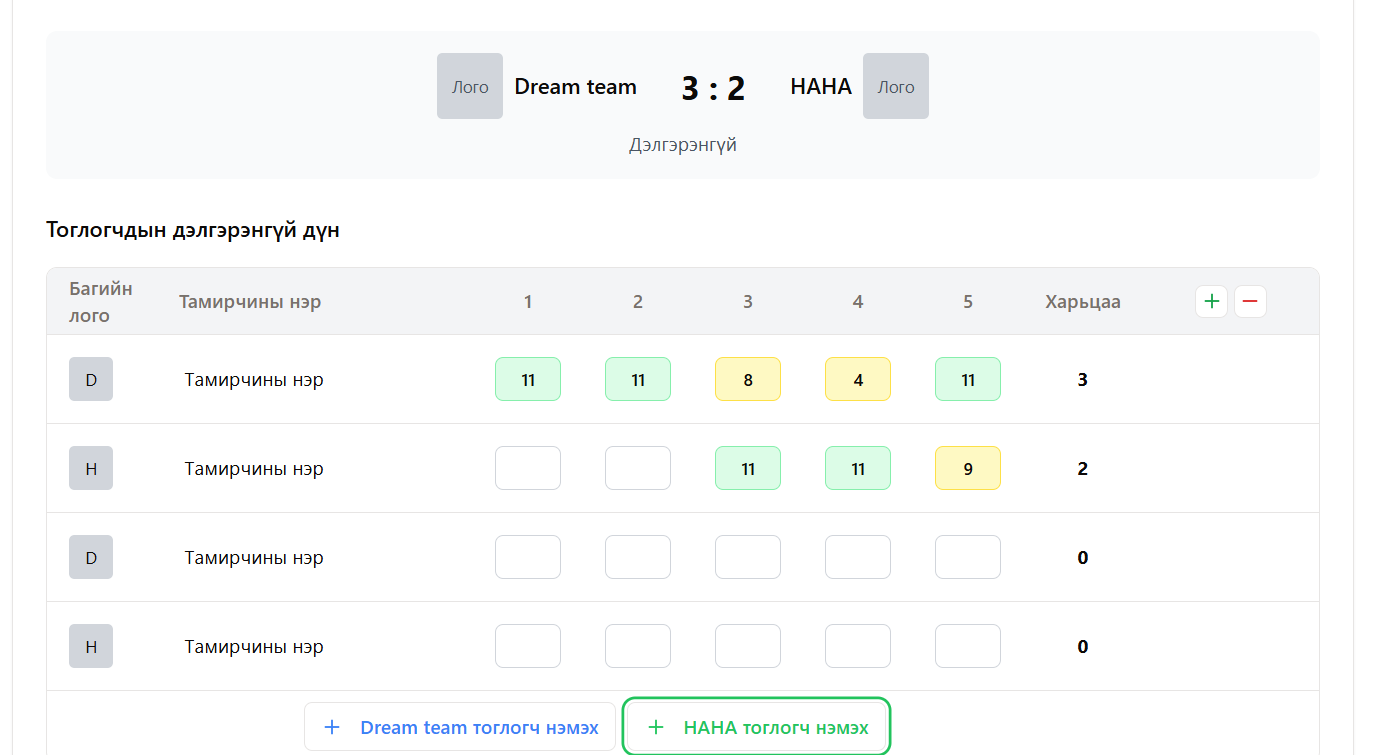 Лого Dream team 3 : 2 HAHA Лого
Дэлгэрэнгүй
Тоглогчдын дэлгэрэнгүй дүн
Багийн лого Тамирчины нэр 1 2 3 4 5 Харьцаа + −
D Тамирчины нэр 11 11 8 4 11 3
H Тамирчины нэр 11 11 9 2
D Тамирчины нэр 0
H Тамирчины нэр 0
+ Dream team тоглогч нэмэх + HAHA тоглогч нэмэх